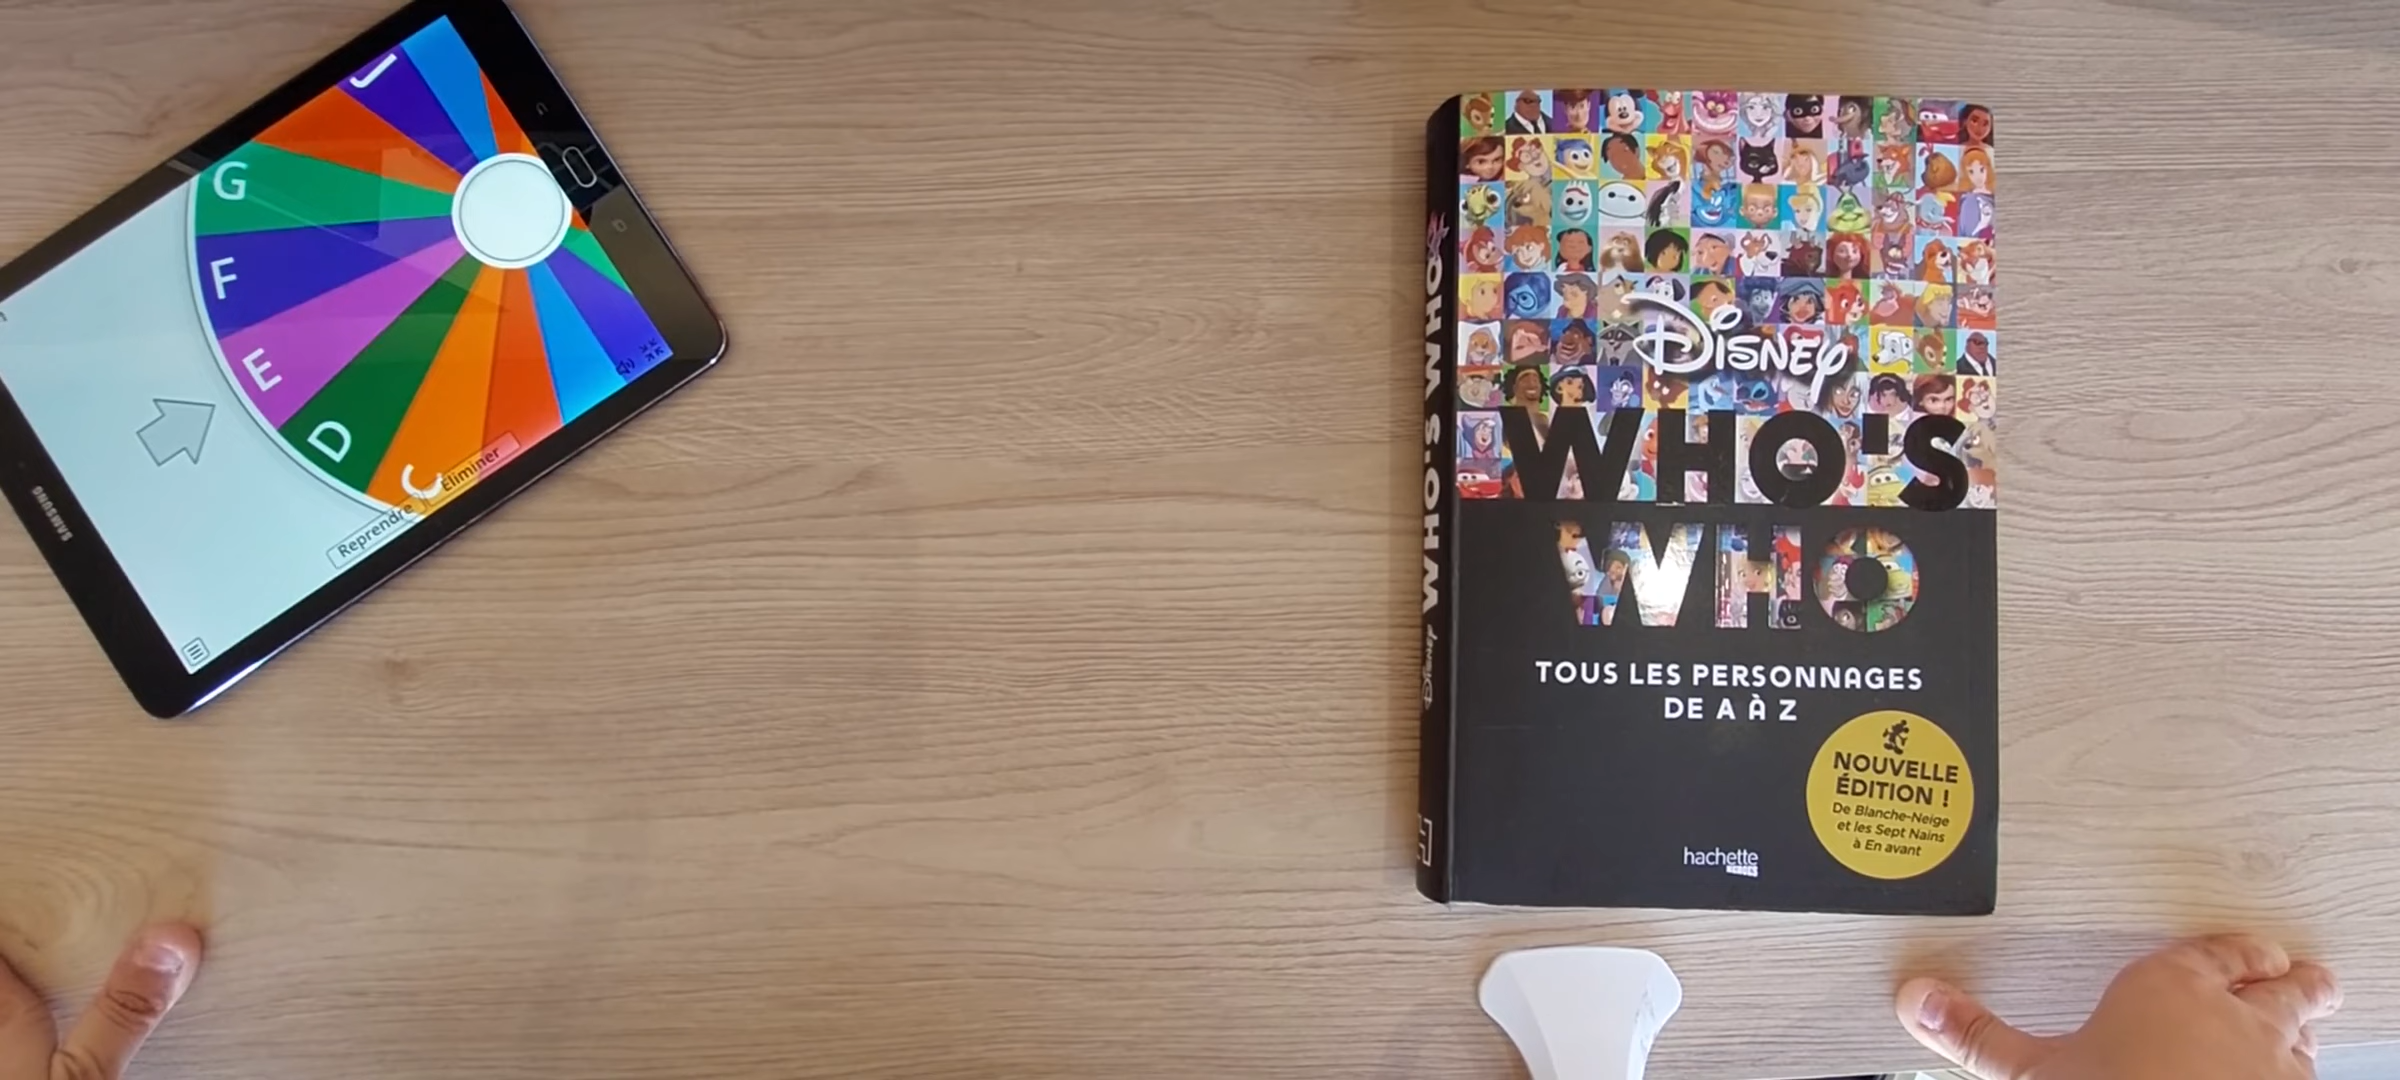 J
G
F
E
D
C
Éliminer
Reprendre
SAMSUNG
DISNEY WHO'S WHO
DISNEY
WHO'S
WHO
TOUS LES PERSONNAGES
DE A À Z
NOUVELLE
ÉDITION !
De Blanche-Neige
et les Sept Nains
à En avant
hachette
HEROES